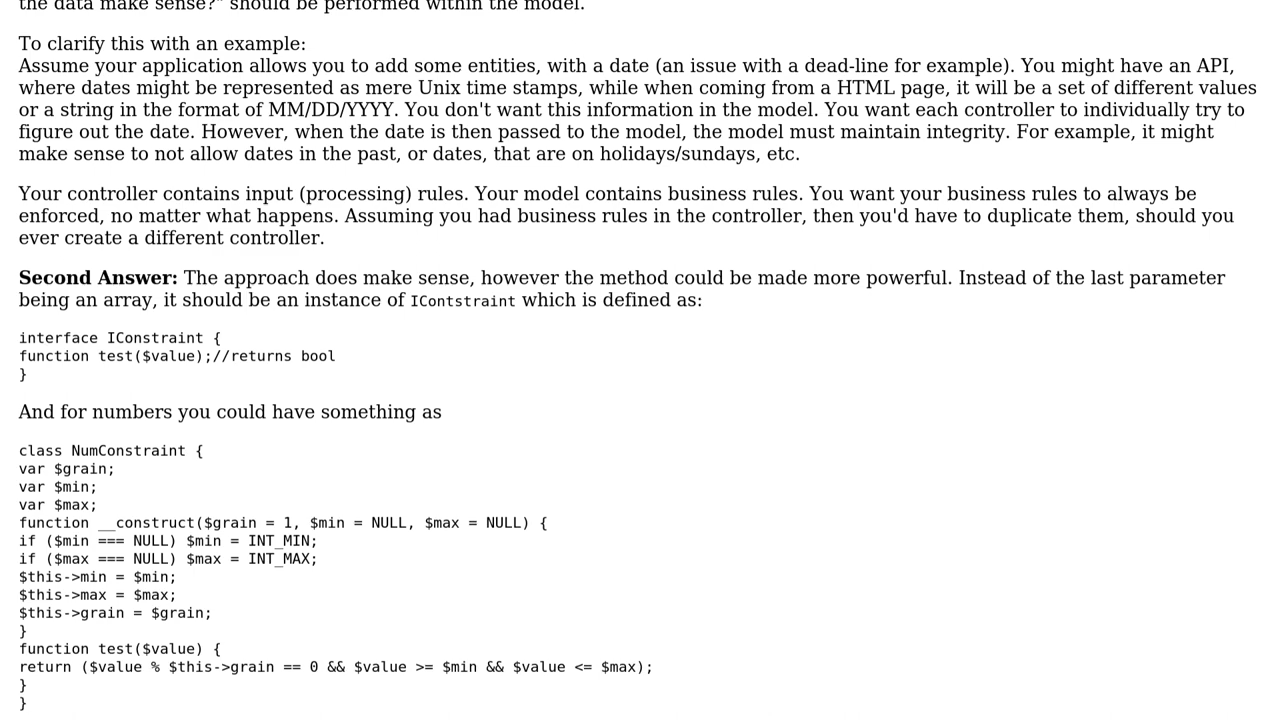 the data make sense?" should be performed within the model.
To clarify this with an example:
Assume your application allows you to add some entities, with a date (an issue with a dead-line for example). You might have an API,
where dates might be represented as mere Unix time stamps, while when coming from a HTML page, it will be a set of different values
or a string in the format of MM/DD/YYYY. You don't want this information in the model. You want each controller to individually try to
figure out the date. However, when the date is then passed to the model, the model must maintain integrity. For example, it might
make sense to not allow dates in the past, or dates, that are on holidays/sundays, etc.
Your controller contains input (processing) rules. Your model contains business rules. You want your business rules to always be
enforced, no matter what happens. Assuming you had business rules in the controller, then you'd have to duplicate them, should you
ever create a different controller.
Second Answer: The approach does make sense, however the method could be made more powerful. Instead of the last parameter
being an array, it should be an instance of IContstraint which is defined as:
interface IConstraint {
function test($value);//returns bool
}
And for numbers you could have something as
class NumConstraint {
var $grain;
var $min;
var $max;
function __construct($grain = 1, $min = NULL, $max = NULL) {
if ($min === NULL) $min = INT_MIN;
if ($max === NULL) $max = INT_MAX;
$this->min = $min;
$this->max = $max;
$this->grain = $grain;
}
function test($value) {
return ($value % $this->grain == 0 && $value >= $min && $value <= $max);
}
}